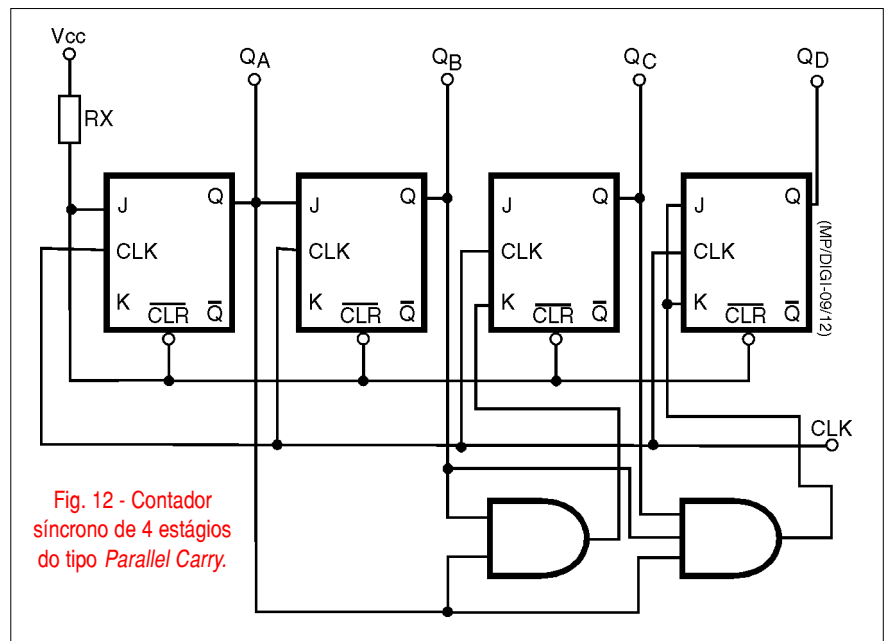 Vcc
QA
QB
QC
QD
RX
J
Q
J
Q
J
Q
J
Q
CLK
CLK
CLK
CLK
K
CLR
Q
K
CLR
Q
K
CLR
Q
K
CLR
Q
(MP/DIGI-09/12)
CLK
Fig. 12 - Contador
síncrono de 4 estágios
do tipo Parallel Carry.